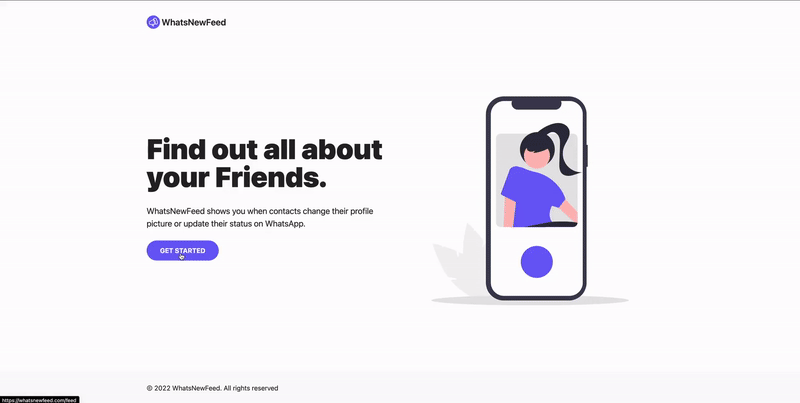 WhatsNewFeed
Find out all about
your Friends.
WhatsNewFeed shows you when contacts change their profile
picture or update their status on WhatsApp.
GET STARTED
© 2022 WhatsNewFeed. All rights reserved
https://whatsnewfeed.com/feed